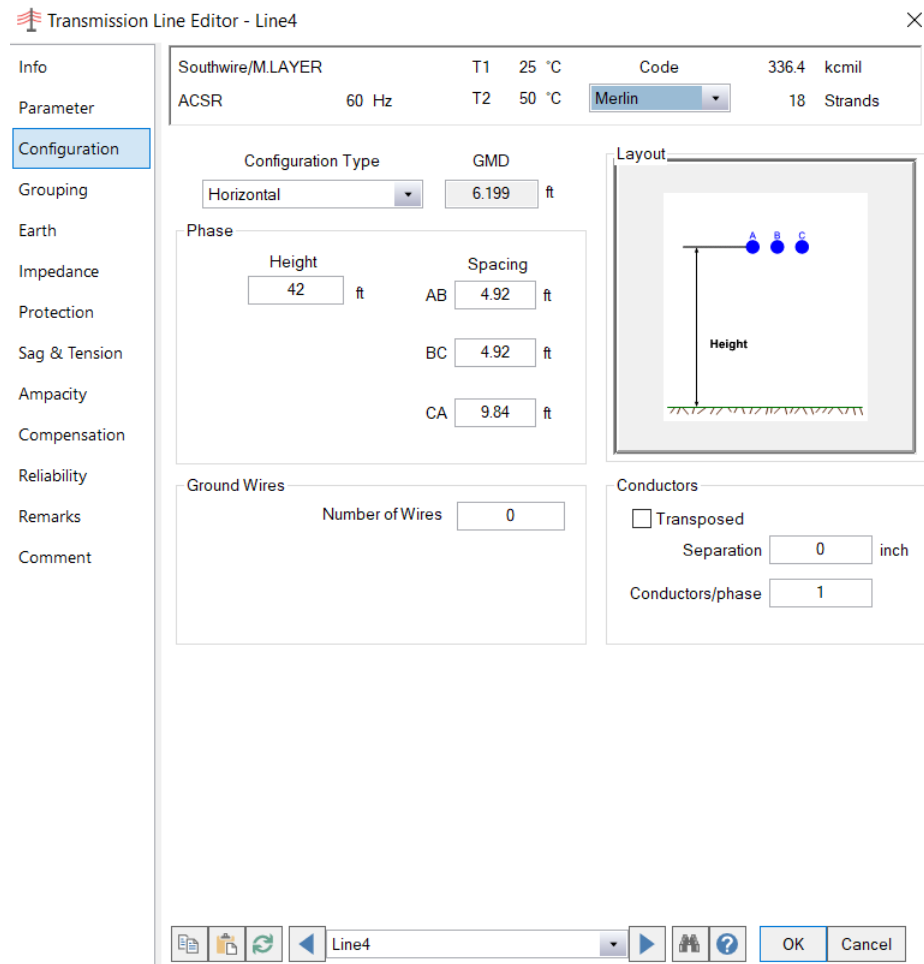 Transmission Line Editor - Line4
Info
Parameter
Configuration
Grouping
Earth
Impedance
Protection
Sag & Tension
Ampacity
Compensation
Reliability
Remarks
Comment
Southwire/M.LAYER T1 25 °C Code 336.4 kcmil
ACSR 60 Hz T2 50 °C Merlin 18 Strands
Configuration Type GMD
Horizontal 6.199 ft
Phase
Height Spacing
42 ft AB 4.92 ft
BC 4.92 ft
CA 9.84 ft
Layout
A B C
Height
Ground Wires
Number of Wires 0
Conductors
Transposed
Separation 0 inch
Conductors/phase 1
Line4 ? OK Cancel